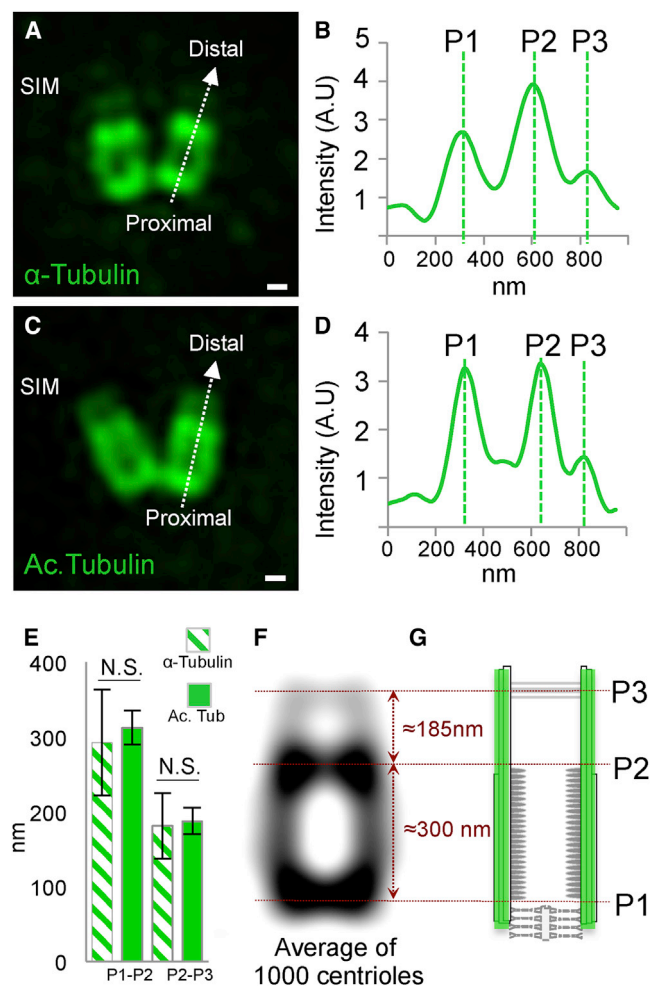 A
SIM
Distal
Proximal
α-Tubulin
B
P1 P2 P3
Intensity (A.U)
5
4
3
2
1
0 200 400 600 800
nm
C
SIM
Distal
Proximal
Ac.Tubulin
D
P1 P2 P3
Intensity (A.U)
4
3
2
1
0 200 400 600 800
nm
E
α-Tubulin
Ac. Tub
N.S.
N.S.
nm
400
300
200
100
0
P1-P2 P2-P3
F
≈185nm
≈300 nm
Average of
1000 centrioles
G
P3
P2
P1